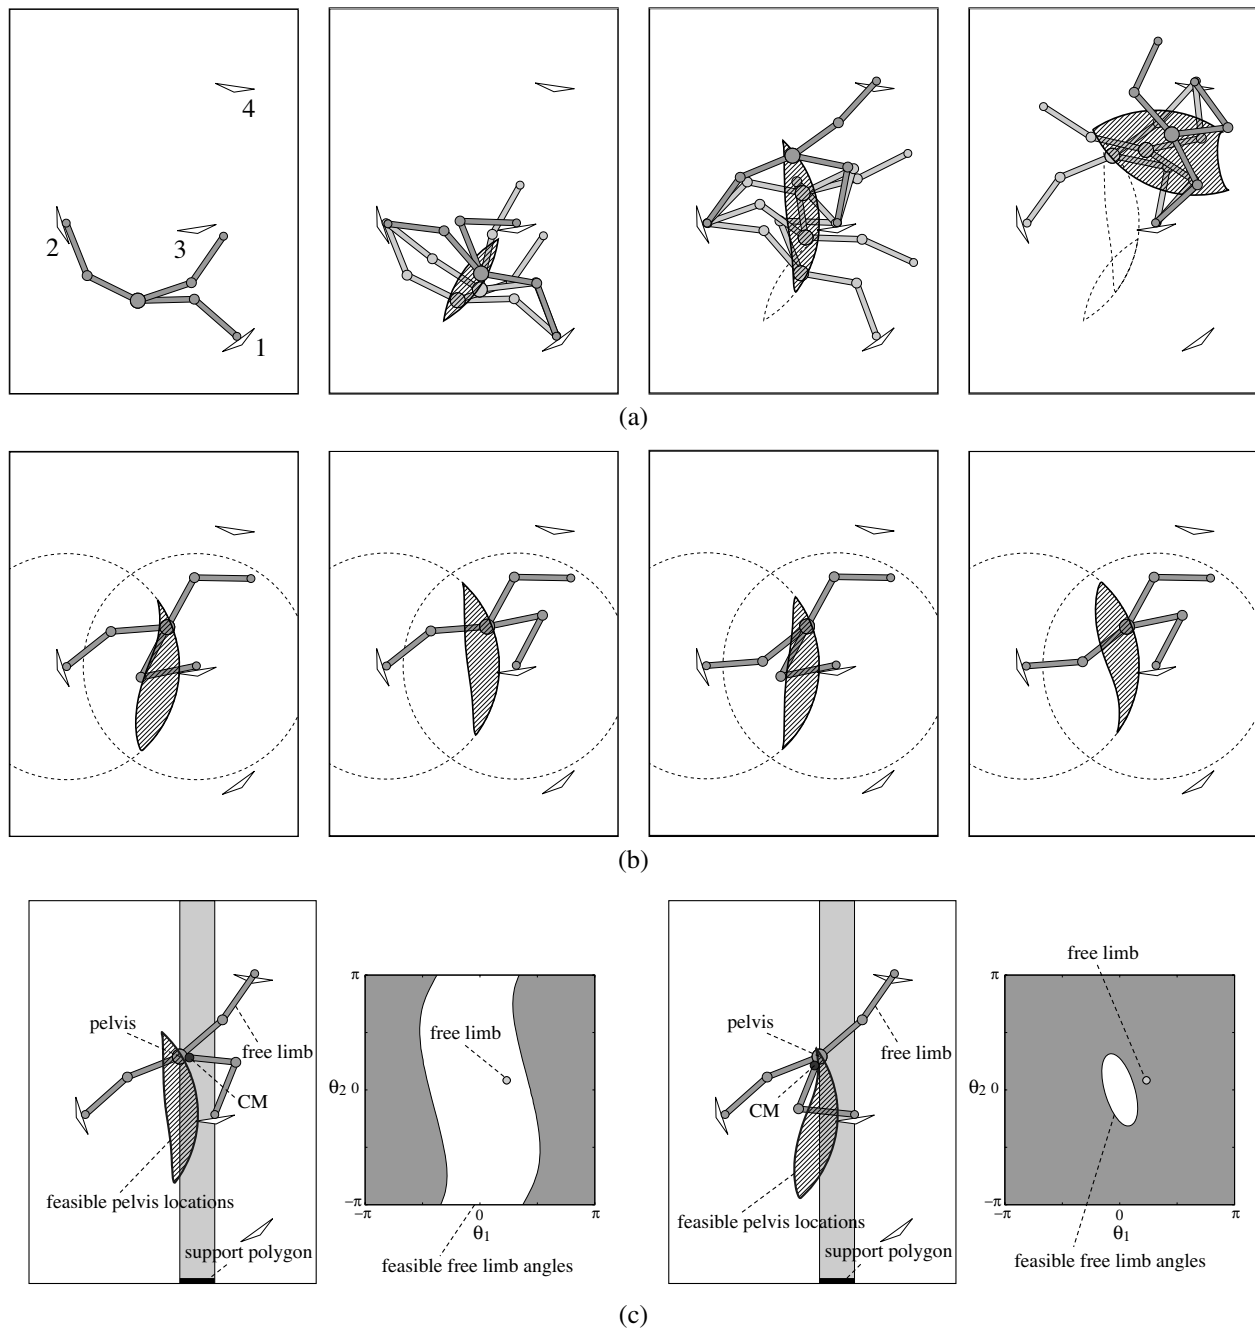 4
2
3
1
(a)
(b)
pelvis
free limb
CM
feasible pelvis locations
support polygon
π
θ2 0
−π
−π
0
π
θ1
free limb
feasible free limb angles
pelvis
free limb
CM
feasible pelvis locations
support polygon
free limb
π
θ2 0
−π
−π
0
π
θ1
feasible free limb angles
(c)